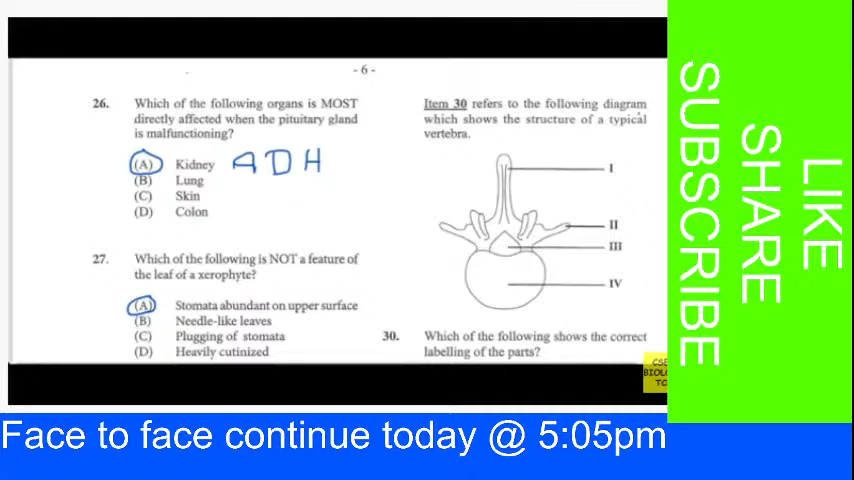 - 6 -
26. Which of the following organs is MOST
directly affected when the pituitary gland
is malfunctioning?
(A) Kidney ADH
(B) Lung
(C) Skin
(D) Colon
27. Which of the following is NOT a feature of
the leaf of a xerophyte?
(A) Stomata abundant on upper surface
(B) Needle-like leaves
(C) Plugging of stomata
(D) Heavily cutinized
Item 30 refers to the following diagram
which shows the structure of a typical
vertebra.
I
II
III
IV
30. Which of the following shows the correct
labelling of the parts?
LIKE
SHARE
SUBSCRIBE
Face to face continue today @ 5:05pm